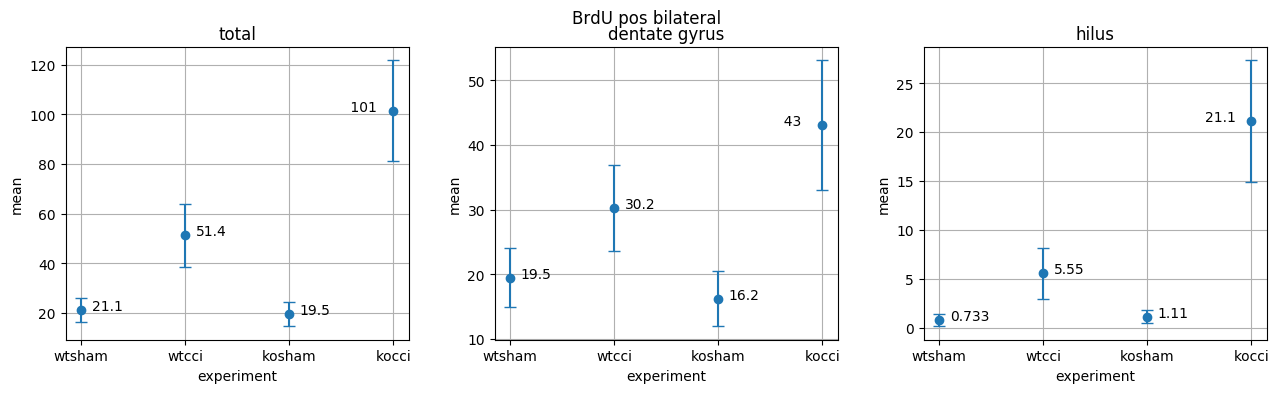 BrdU pos bilateral
total
120
100
80
60
40
20
mean
101
51.4
21.1
19.5
wtsham wtcci kosham kocci
experiment
dentate gyrus
50
40
30
20
10
mean
43
30.2
19.5
16.2
wtsham wtcci kosham kocci
experiment
hilus
25
20
15
10
5
0
mean
21.1
5.55
0.733
1.11
wtsham wtcci kosham kocci
experiment